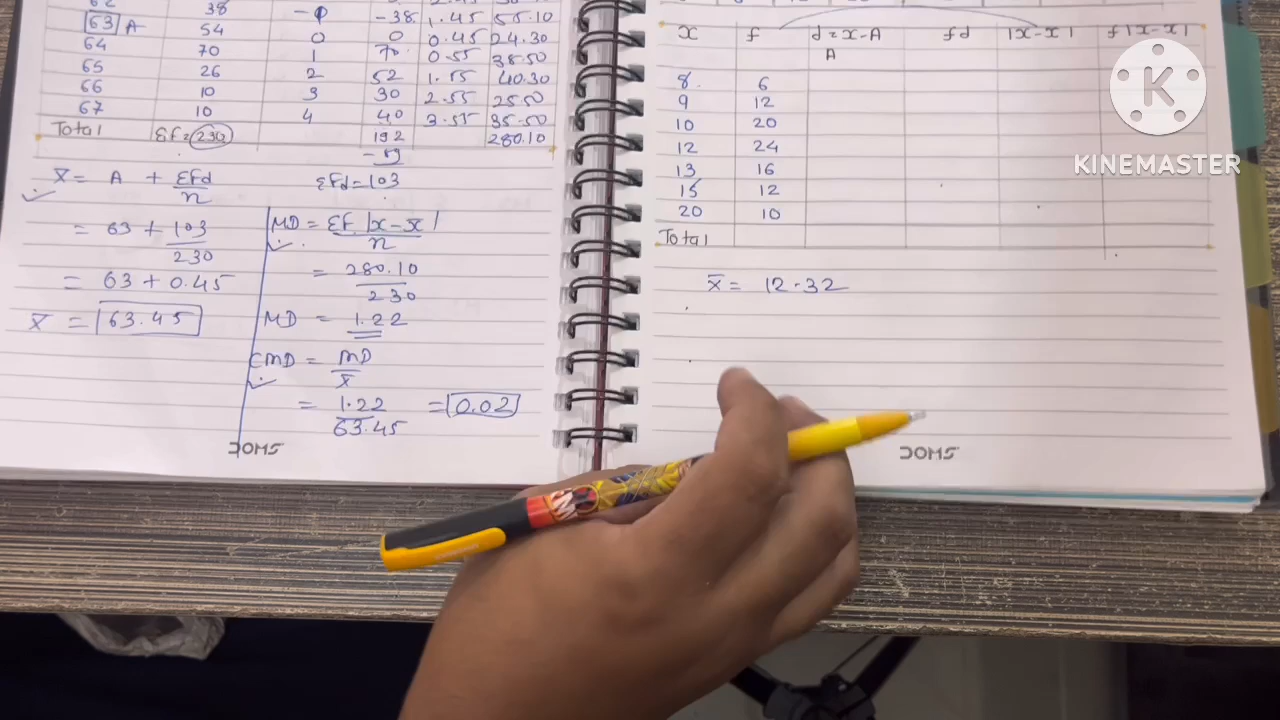 62 38
63 A 54 -1 -38 1.45 55.10
64 70 0 0 0.45 24.30
65 26 1 70 0.55 38.50
66 10 2 52 1.55 40.30
67 10 3 30 2.55 25.50
Total Σf=230 4 40 3.55 35.50
192 280.10
-89
x̄ = A + Σfd/n Σfd=103
= 63 + 103/230
= 63 + 0.45
x̄ = 63.45
MD = Σf |x-x̄|/n
= 280.10/230
MD = 1.22
CMD = MD/x̄
= 1.22/63.45 = 0.02
DOMS
x f d=x-A fd |x-x̄| f|x-x̄|
A
8 6
9 12
10 20
12 24
13 16
15 12
20 10
Total
x̄ = 12.32
DOMS
K
KINEMASTER